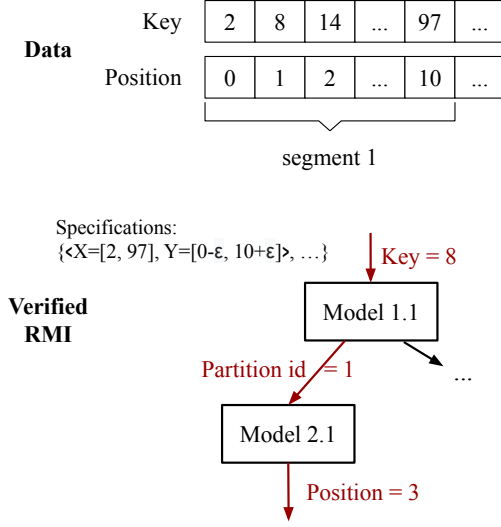 Key 2 8 14 ... 97 ...
Data
Position 0 1 2 ... 10 ...
segment 1
Specifications:
{<X=[2, 97], Y=[0-ε, 10+ε]>, …}
Key = 8
Verified
RMI
Model 1.1
Partition id = 1
...
Model 2.1
Position = 3